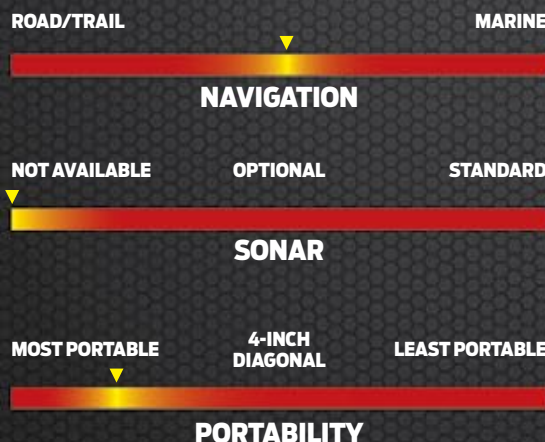 ROAD/TRAIL MARINE
NAVIGATION
NOT AVAILABLE OPTIONAL STANDARD
SONAR
MOST PORTABLE 4-INCH DIAGONAL LEAST PORTABLE
PORTABILITY